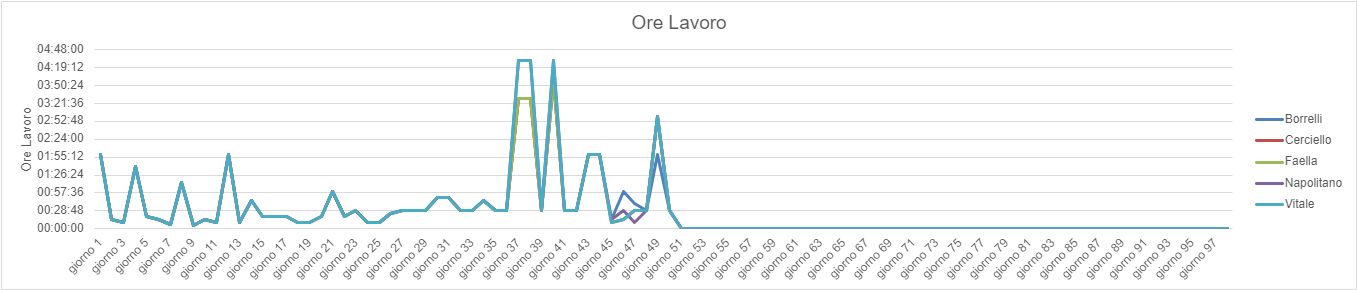 Ore Lavoro
04:48:00
04:19:12
03:50:24
03:21:36
02:52:48
02:24:00
01:55:12
01:26:24
00:57:36
00:28:48
00:00:00
Ore Lavoro
giorno 1
giorno 3
giorno 5
giorno 7
giorno 9
giorno 11
giorno 13
giorno 15
giorno 17
giorno 19
giorno 21
giorno 23
giorno 25
giorno 27
giorno 29
giorno 31
giorno 33
giorno 35
giorno 37
giorno 39
giorno 41
giorno 43
giorno 45
giorno 47
giorno 49
giorno 51
giorno 53
giorno 55
giorno 57
giorno 59
giorno 61
giorno 63
giorno 65
giorno 67
giorno 69
giorno 71
giorno 73
giorno 75
giorno 77
giorno 79
giorno 81
giorno 83
giorno 85
giorno 87
giorno 89
giorno 91
giorno 93
giorno 95
giorno 97
Borrelli
Cerciello
Faella
Napolitano
Vitale